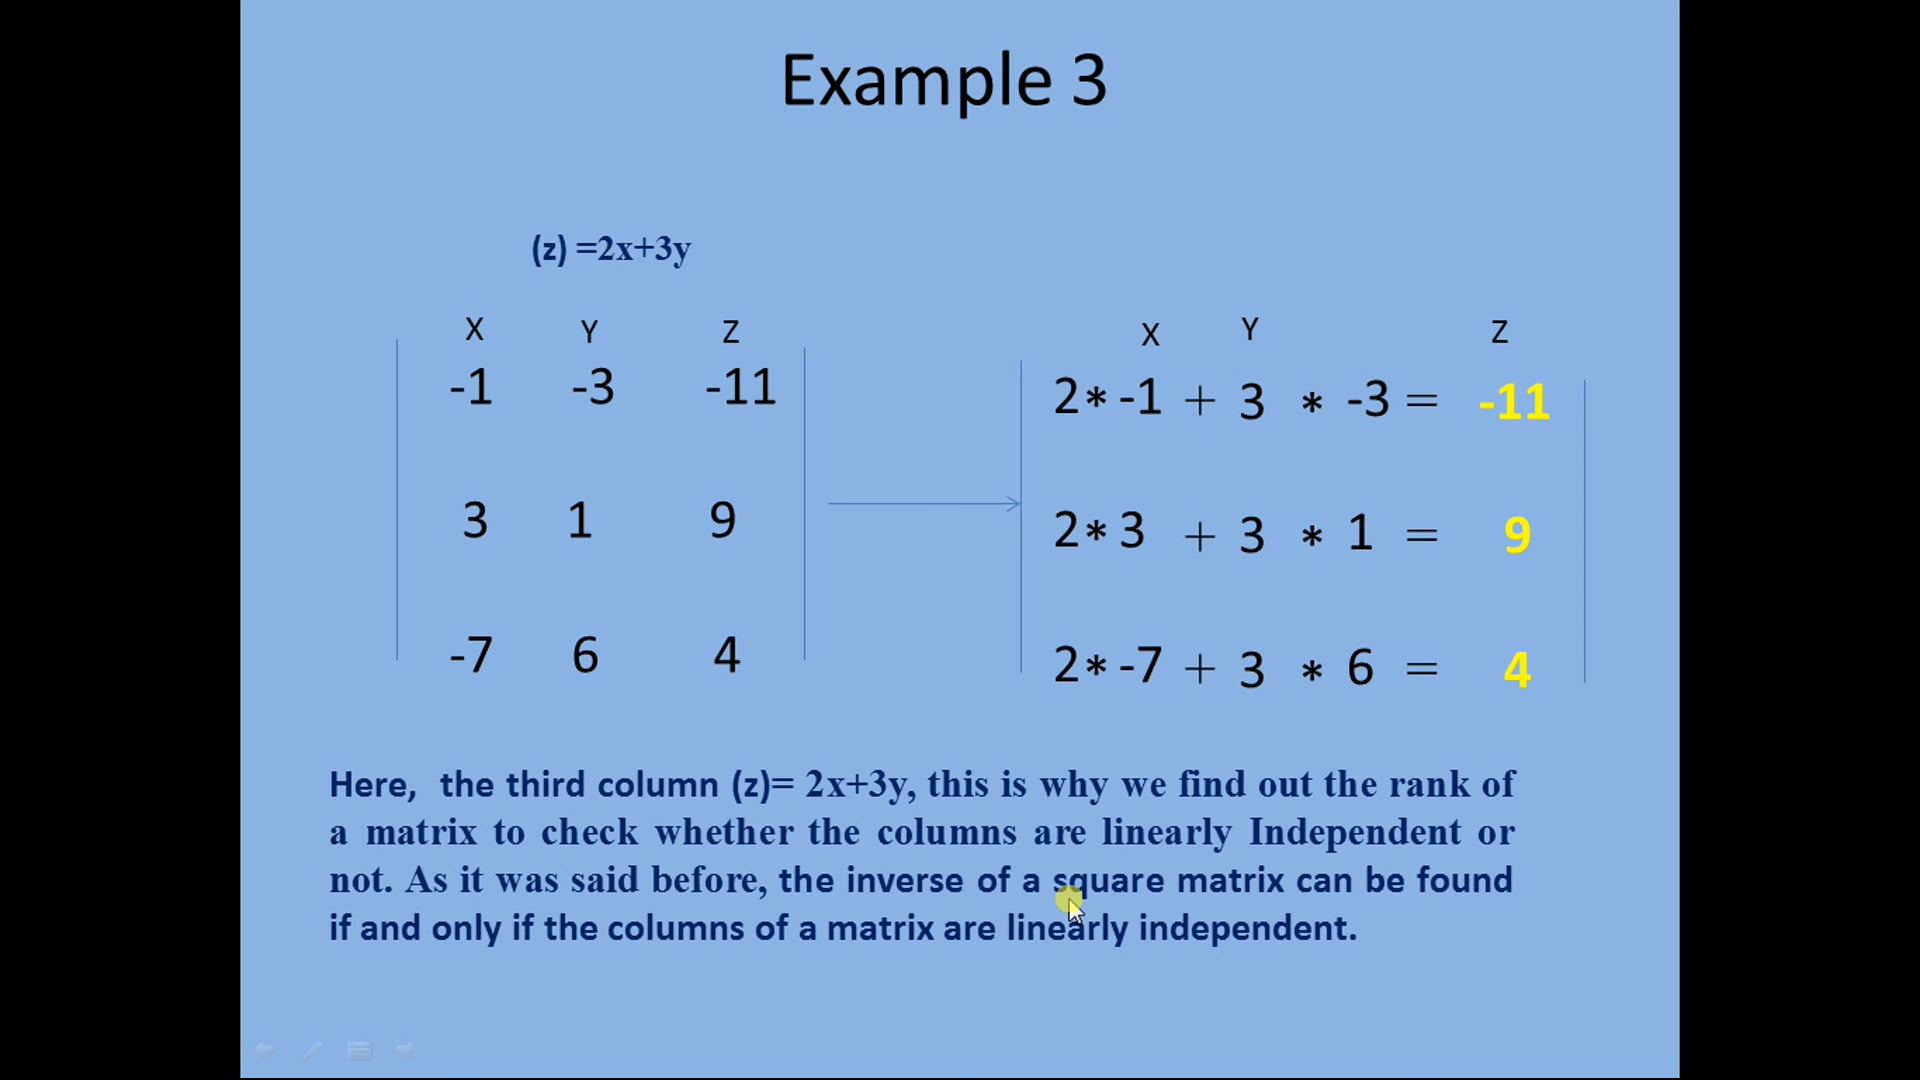 Example 3
(z) =2x+3y
X Y Z
-1 -3 -11
3 1 9
-7 6 4
X Y Z
2* -1 + 3 * -3 = -11
2* 3 + 3 * 1 = 9
2* -7 + 3 * 6 = 4
Here, the third column (z)= 2x+3y, this is why we find out the rank of
a matrix to check whether the columns are linearly Independent or
not. As it was said before, the inverse of a square matrix can be found
if and only if the columns of a matrix are linearly independent.